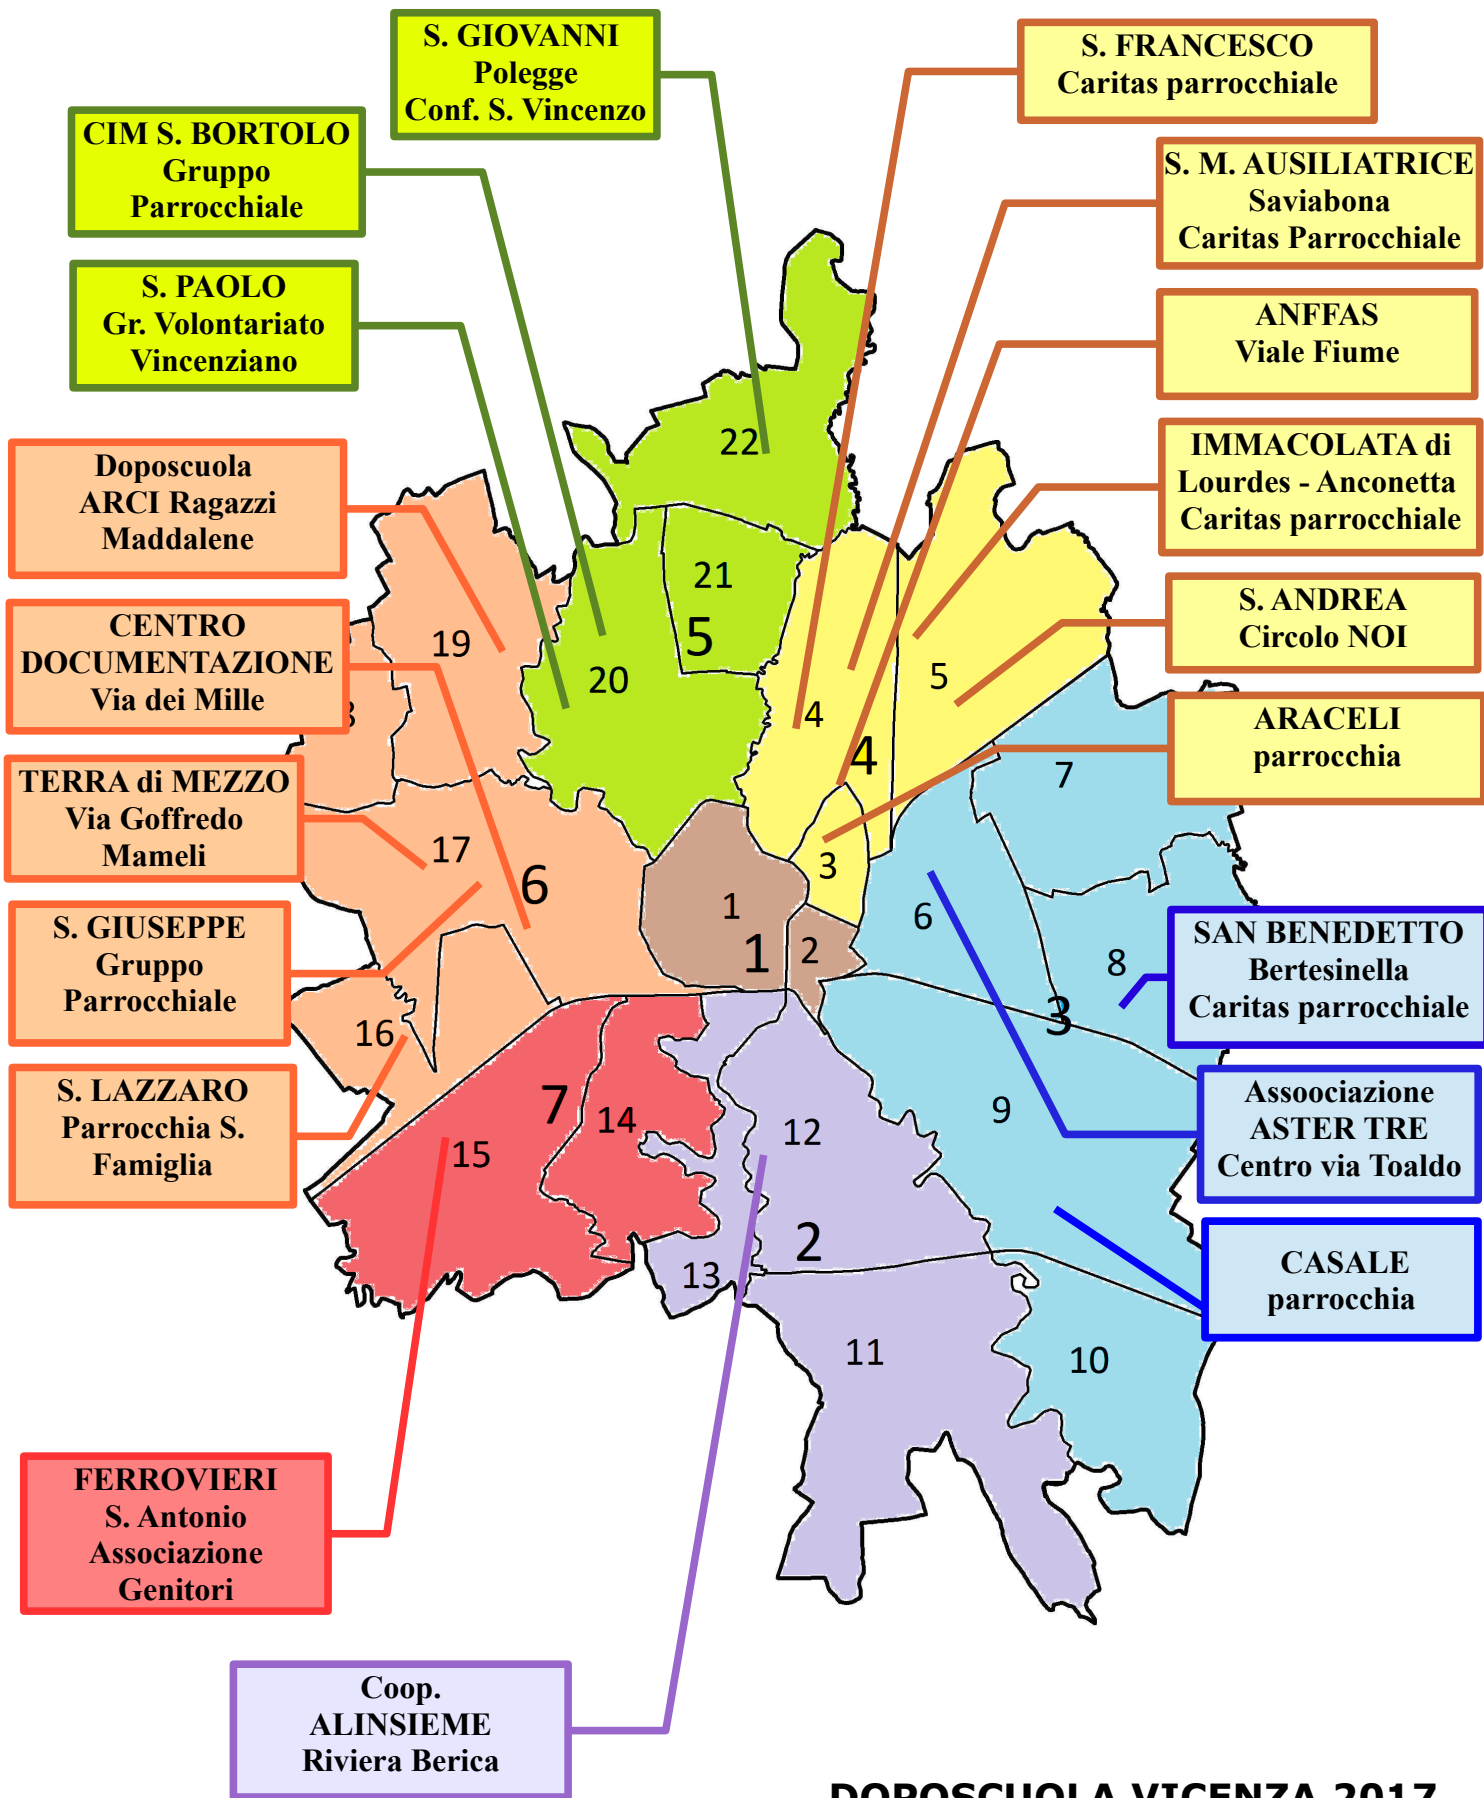 S. GIOVANNI
Polegge
Conf. S. Vincenzo
S. FRANCESCO
Caritas parrocchiale
CIM S. BORTOLO
Gruppo
Parrocchiale
S. M. AUSILIATRICE
Saviabona
Caritas Parrocchiale
S. PAOLO
Gr. Volontariato
Vincenziano
ANFFAS
Viale Fiume
IMMACOLATA di
Lourdes - Anconetta
Caritas parrocchiale
Doposcuola
ARCI Ragazzi
Maddalene
S. ANDREA
Circolo NOI
CENTRO
DOCUMENTAZIONE
Via dei Mille
ARACELI
parrocchia
TERRA di MEZZO
Via Goffredo
Mameli
S. GIUSEPPE
Gruppo
Parrocchiale
SAN BENEDETTO
Bertesinella
Caritas parrocchiale
S. LAZZARO
Parrocchia S.
Famiglia
Assoociazione
ASTER TRE
Centro via Toaldo
CASALE
parrocchia
FERROVIERI
S. Antonio
Associazione
Genitori
Coop.
ALINSIEME
Riviera Berica
22
21
5
19
20
5
4
4
7
17
6
3
1
1
2
6
8
3
16
7
14
15
9
12
2
13
11
10
DOPOSCUOLA VICENZA 2017